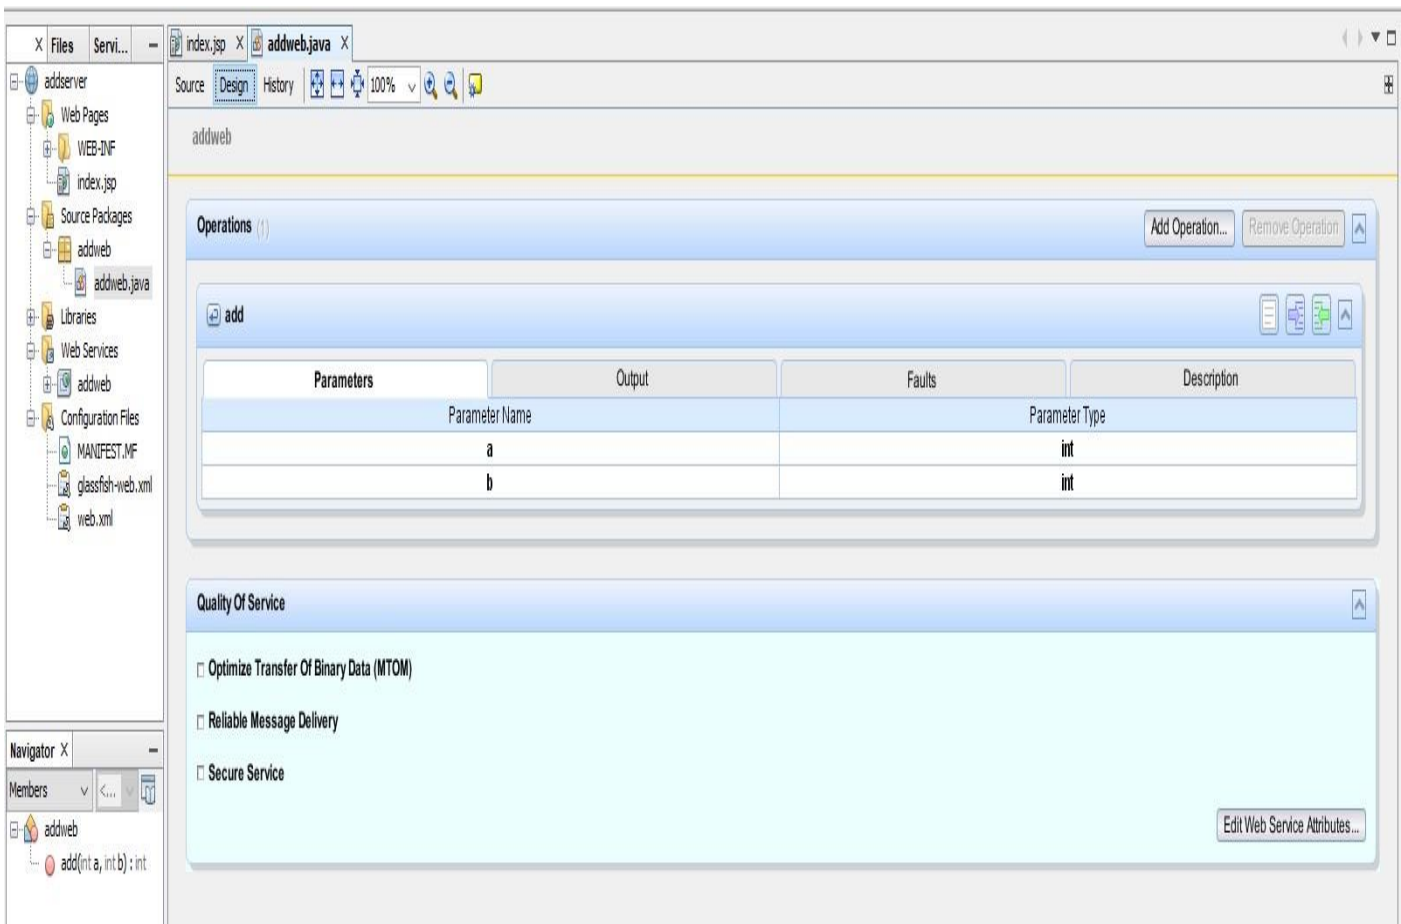 X Files Servi... –
addserver
Web Pages
WEB-INF
index.jsp
Source Packages
addweb
addweb.java
Libraries
Web Services
addweb
Configuration Files
MANIFEST.MF
glassfish-web.xml
web.xml
Navigator X –
Members <...
addweb
add(int a, int b) : int
index.jsp X addweb.java X
Source Design History 100%
addweb
Operations (1) Add Operation... Remove Operation
add
Parameters Output Faults Description
Parameter Name Parameter Type
a int
b int
Quality Of Service
Optimize Transfer Of Binary Data (MTOM)
Reliable Message Delivery
Secure Service
Edit Web Service Attributes...